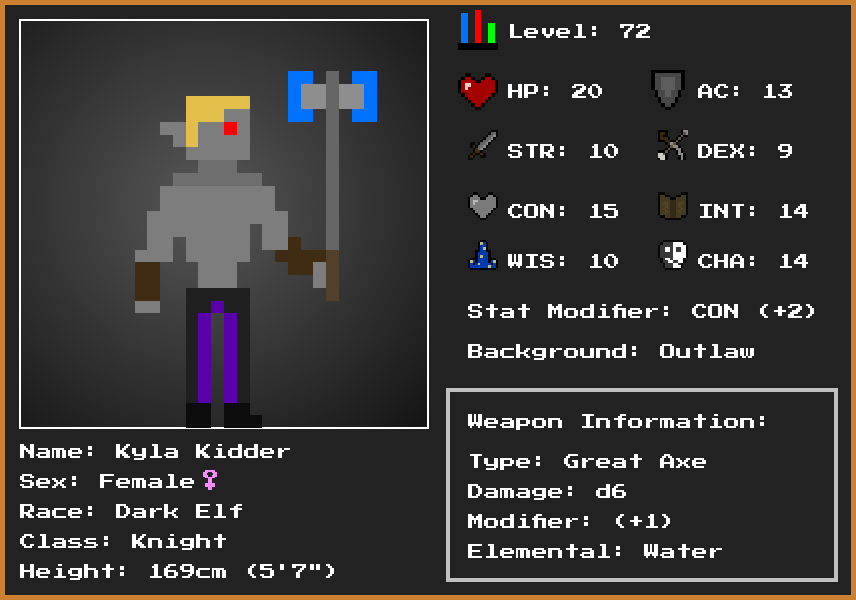 Level: 72
HP: 20
AC: 13
STR: 10
DEX: 9
CON: 15
INT: 14
WIS: 10
CHA: 14
Stat Modifier: CON (+2)
Background: Outlaw
Weapon Information:
Type: Great Axe
Damage: d6
Modifier: (+1)
Elemental: Water
Name: Kyla Kidder
Sex: Female♀
Race: Dark Elf
Class: Knight
Height: 169cm (5'7")